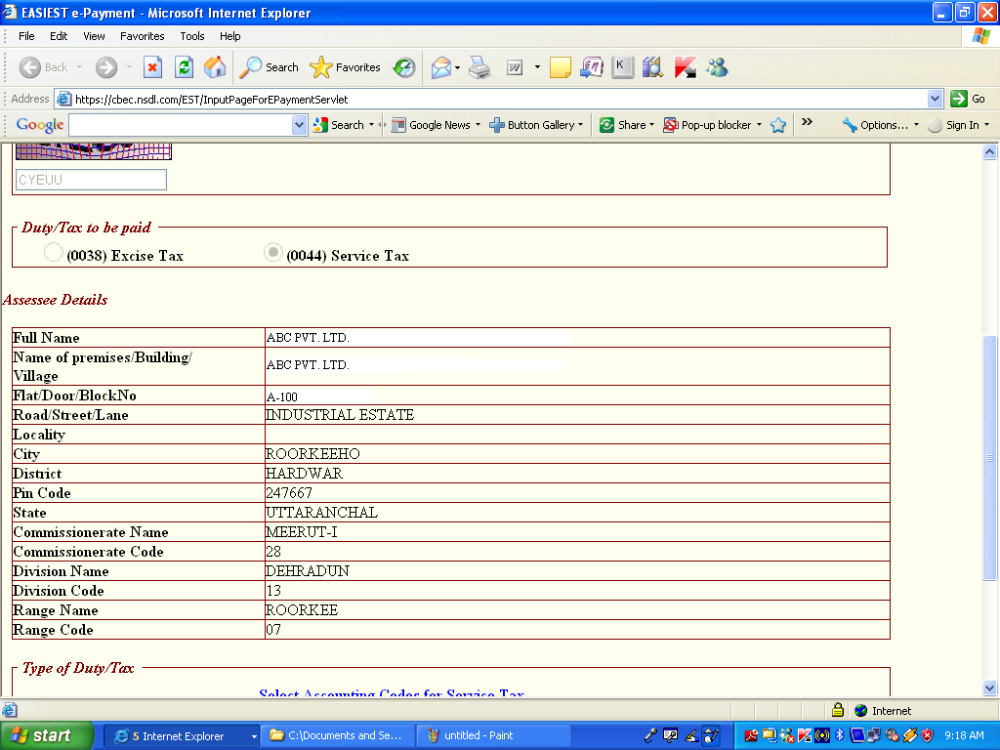 EASIEST e-Payment - Microsoft Internet Explorer
File Edit View Favorites Tools Help
Back Search Favorites
Address https://cbec.nsdl.com/EST/InputPageForEPaymentServlet Go
Google Search Google News Button Gallery Share Pop-up blocker » Options... Sign In
CYEUU
Duty/Tax to be paid
(0038) Excise Tax (0044) Service Tax
Assessee Details
Full Name ABC PVT. LTD.
Name of premises/Building/
Village ABC PVT. LTD.
Flat/Door/BlockNo A-100
Road/Street/Lane INDUSTRIAL ESTATE
Locality
City ROORKEEHO
District HARDWAR
Pin Code 247667
State UTTARANCHAL
Commissionerate Name MEERUT-I
Commissionerate Code 28
Division Name DEHRADUN
Division Code 13
Range Name ROORKEE
Range Code 07
Type of Duty/Tax
Select Accounting Codes for Service Tax
Internet
start 5 Internet Explorer C:\Documents and Se... untitled - Paint 9:18 AM